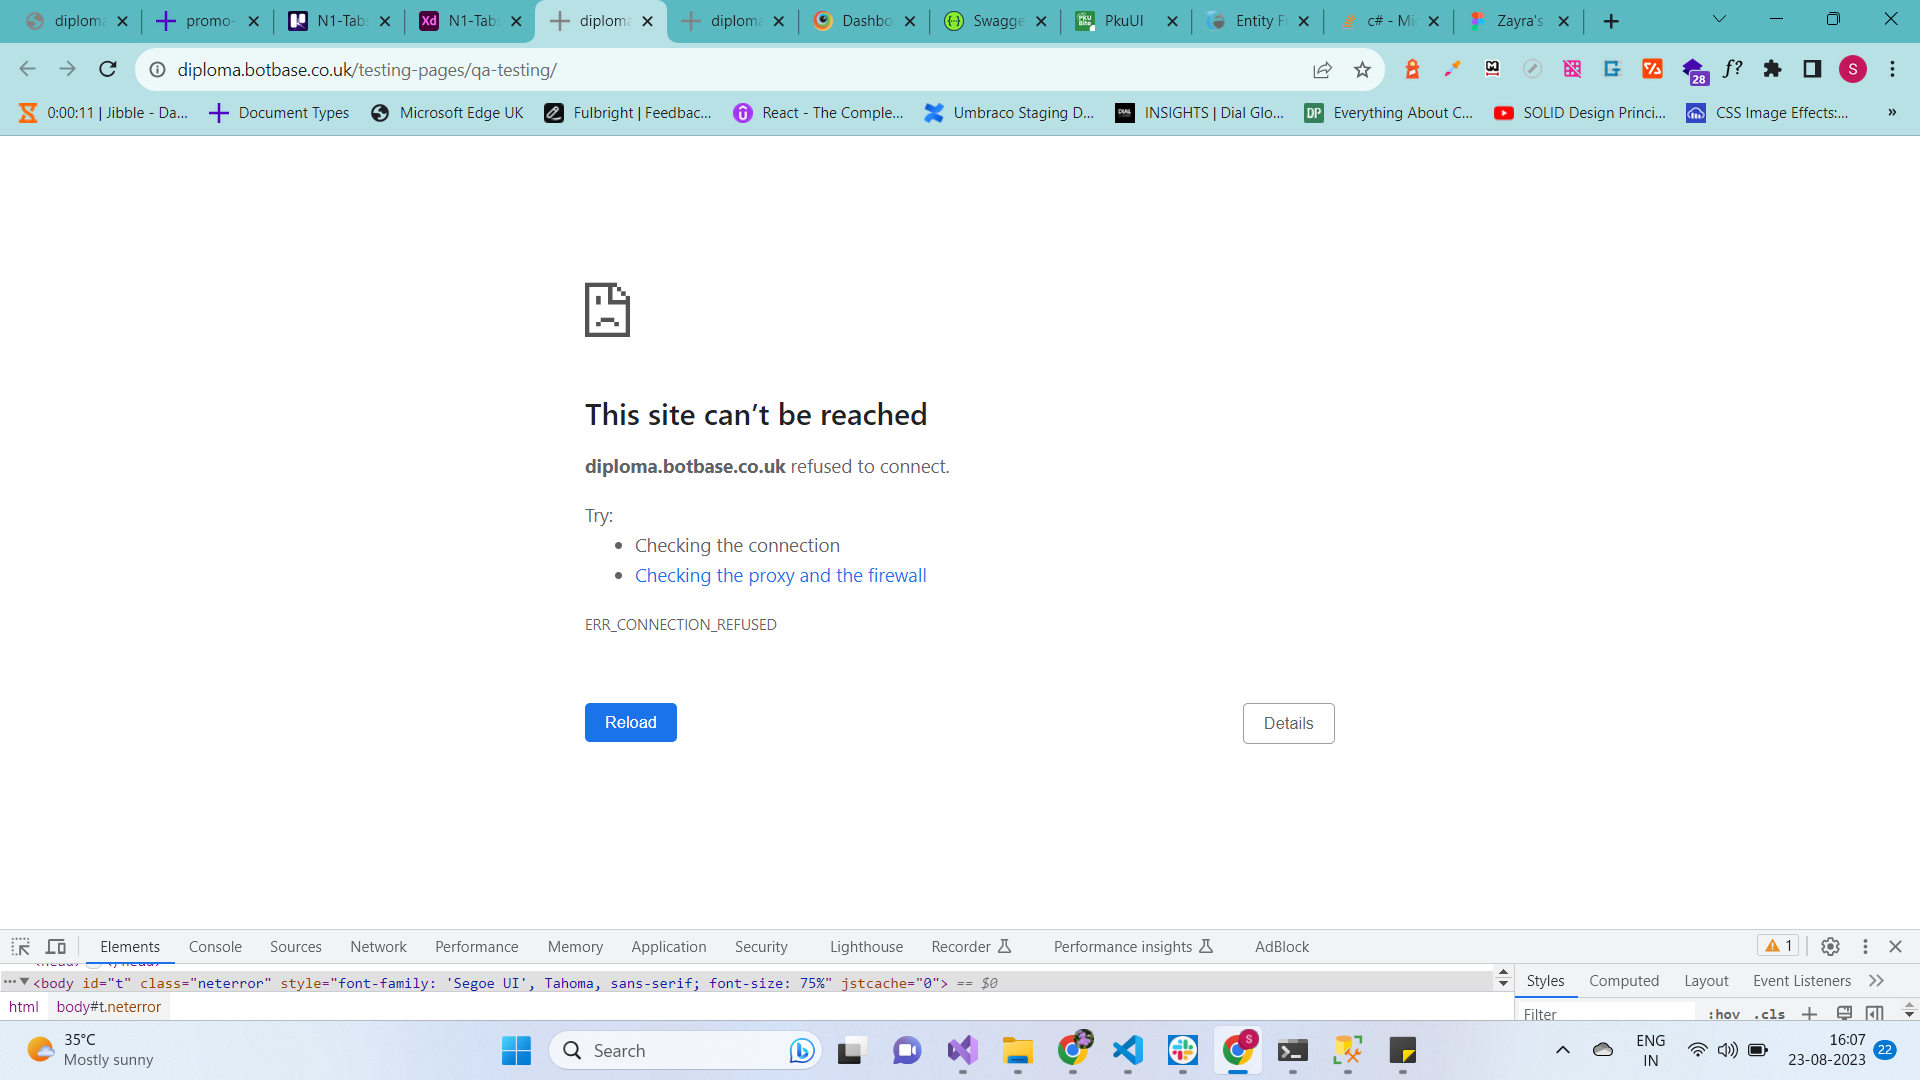 diploma
promo-
N1-Tabs
Xd
N1-Tabs
diploma
diploma
Dashbo
Swagge
PkuUI
Entity F
c# - Mi
Zayra's
diploma.botbase.co.uk/testing-pages/qa-testing/
28
f?
S
0:00:11 | Jibble - Da...
Document Types
Microsoft Edge UK
Fulbright | Feedbac...
React - The Comple...
Umbraco Staging D...
INSIGHTS | Dial Glo...
DP
Everything About C...
SOLID Design Princi...
CSS Image Effects:...
»
This site can’t be reached
diploma.botbase.co.uk refused to connect.
Try:
• Checking the connection
• Checking the proxy and the firewall
ERR_CONNECTION_REFUSED
Reload
Details
Elements
Console
Sources
Network
Performance
Memory
Application
Security
Lighthouse
Recorder
Performance insights
AdBlock
1
<body id="t" class="neterror" style="font-family: 'Segoe UI', Tahoma, sans-serif; font-size: 75%" jstcache="0"> == $0
html
body#t.neterror
Styles
Computed
Layout
Event Listeners
Filter
:hov
.cls
35°C
Mostly sunny
Search
S
ENG
IN
16:07
23-08-2023
22